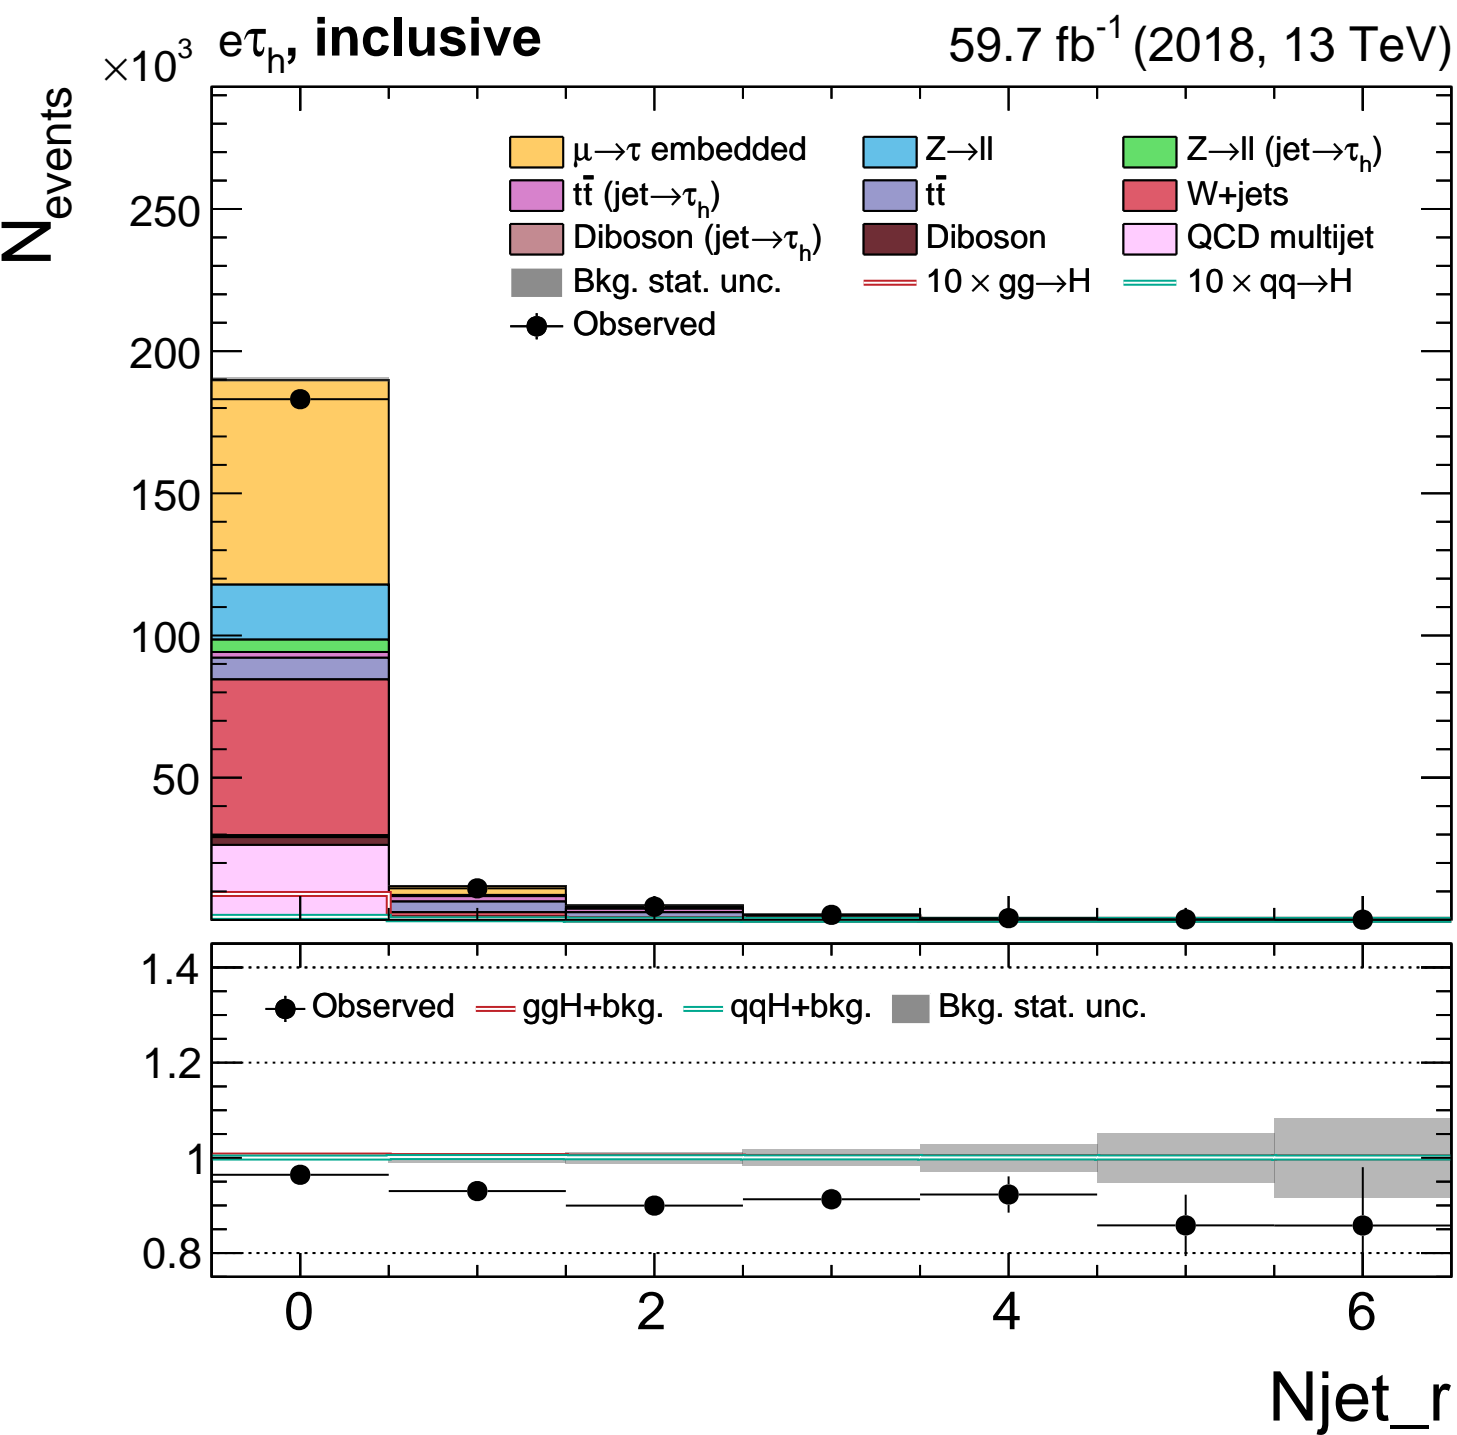 ×10³ eτₕ, inclusive 59.7 fb⁻¹ (2018, 13 TeV)
N_events
μ→τ embedded Z→ll Z→ll (jet→τₕ)
tt̄ (jet→τₕ) tt̄ W+jets
Diboson (jet→τₕ) Diboson QCD multijet
Bkg. stat. unc. 10 × gg→H 10 × qq→H
Observed
250
200
150
100
50
1.4
Observed ggH+bkg. qqH+bkg. Bkg. stat. unc.
1.2
1
0.8
0 2 4 6
Njet_r